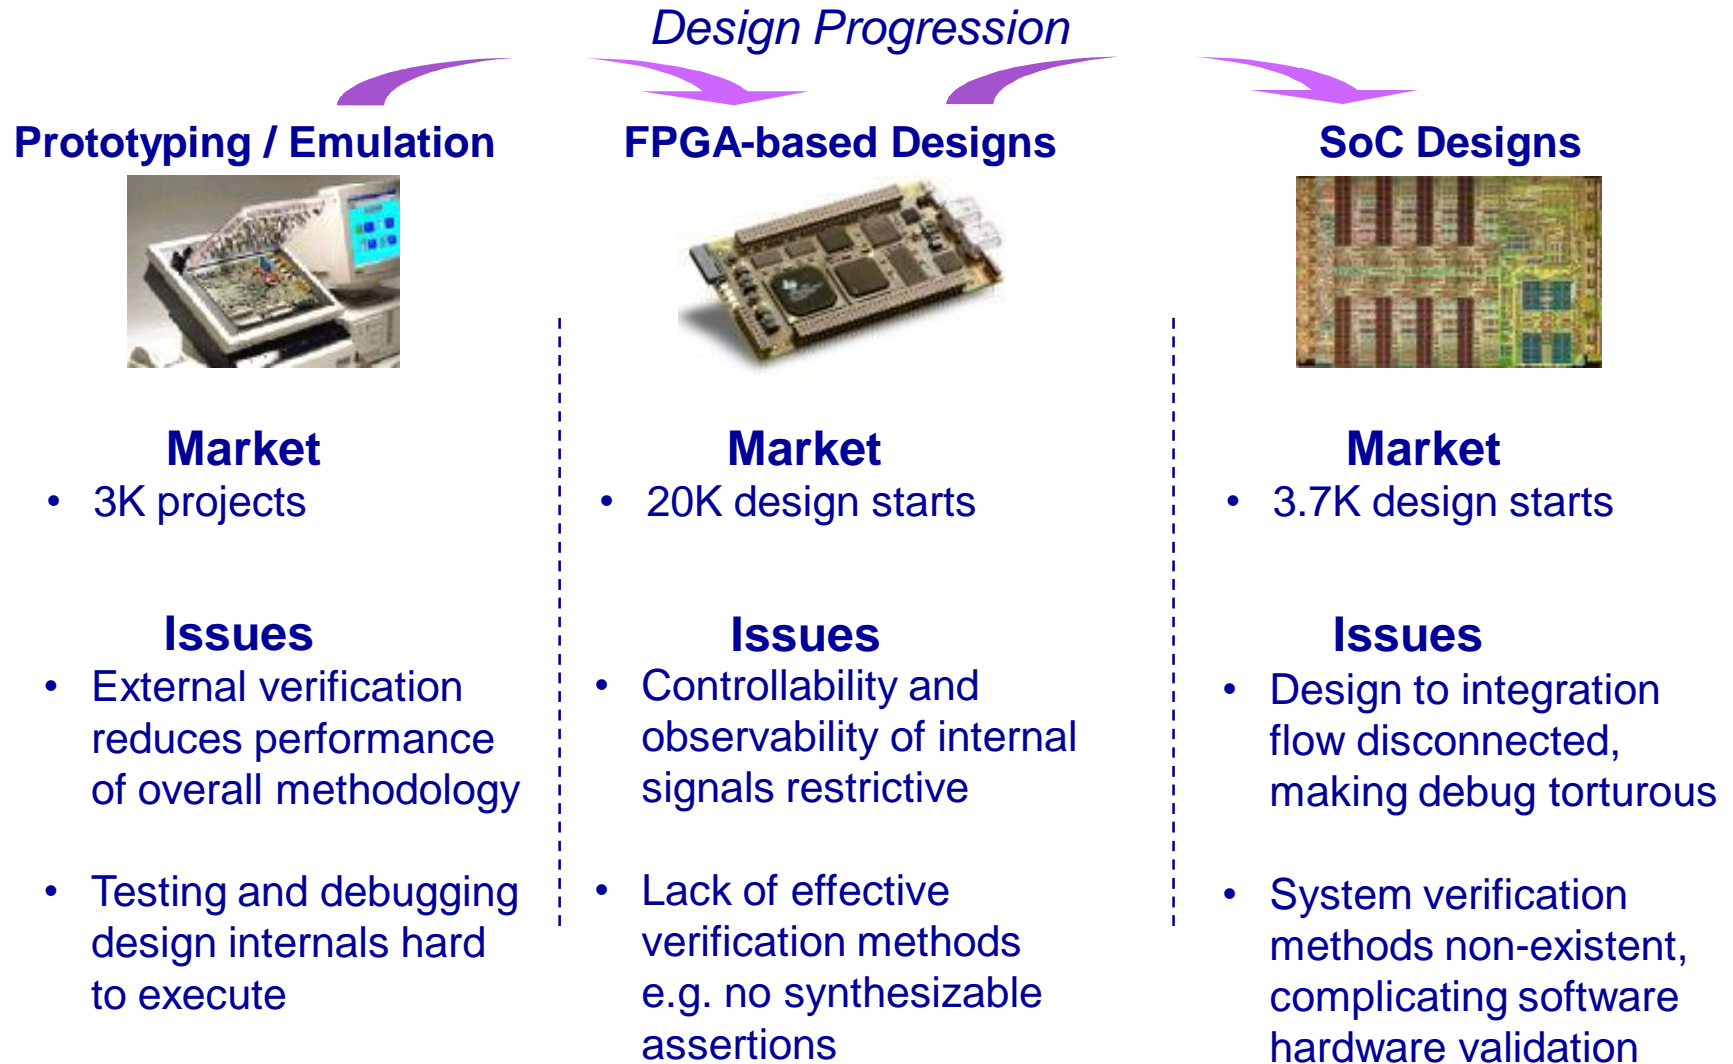 Design Progression
Prototyping / Emulation
Market
• 3K projects
Issues
• External verification
reduces performance
of overall methodology
• Testing and debugging
design internals hard
to execute
FPGA-based Designs
Market
• 20K design starts
Issues
• Controllability and
observability of internal
signals restrictive
• Lack of effective
verification methods
e.g. no synthesizable
assertions
SoC Designs
Market
• 3.7K design starts
Issues
• Design to integration
flow disconnected,
making debug torturous
• System verification
methods non-existent,
complicating software
hardware validation